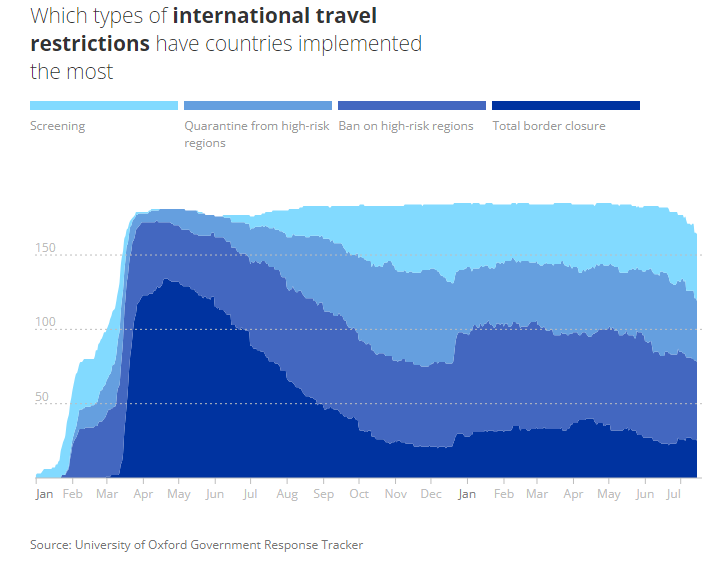 Which types of international travel
restrictions have countries implemented
the most
Screening
Quarantine from high-risk
regions
Ban on high-risk regions
Total border closure
150
100
50
Jan Feb Mar Apr May Jun Jul Aug Sep Oct Nov Dec Jan Feb Mar Apr May Jun Jul
Source: University of Oxford Government Response Tracker